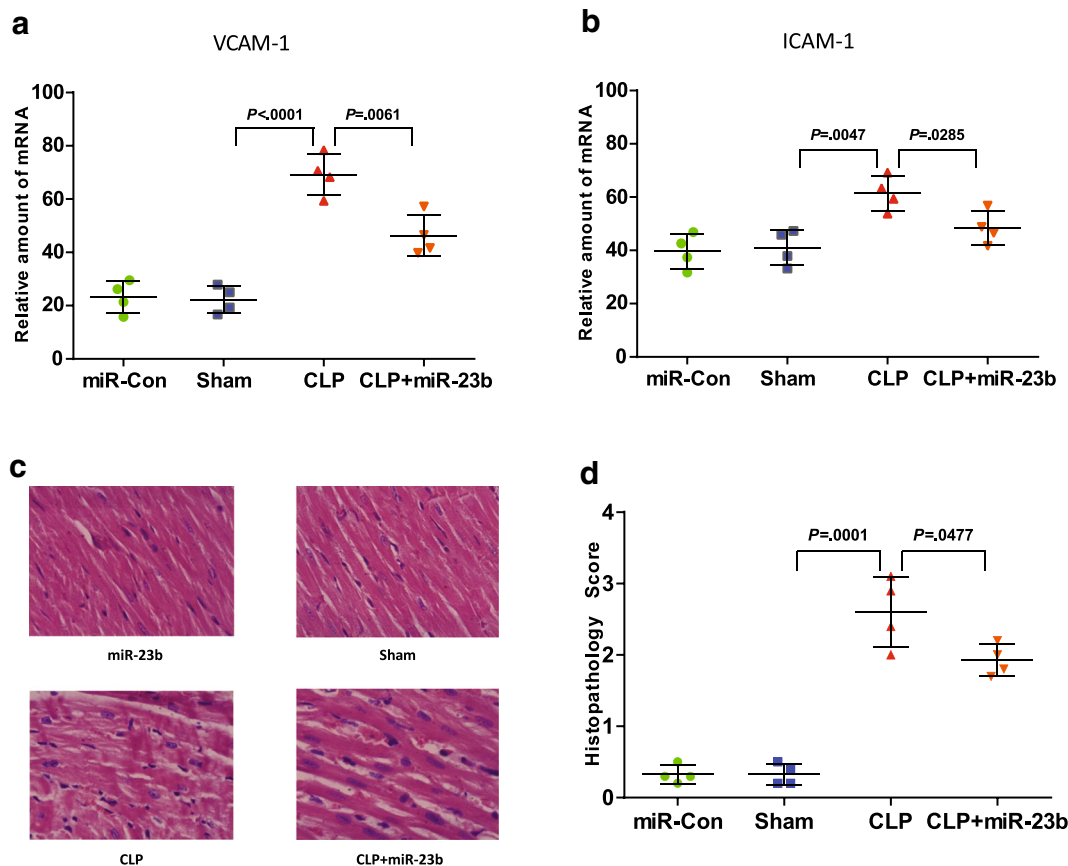 a
VCAM-1
Relative amount of mRNA
100
80
60
40
20
0
P<.0001
P=.0061
miR-Con
Sham
CLP
CLP+miR-23b
b
ICAM-1
Relative amount of mRNA
100
80
60
40
20
0
P=.0047
P=.0285
miR-Con
Sham
CLP
CLP+miR-23b
c
miR-23b
Sham
CLP
CLP+miR-23b
d
Histopathology Score
4
3
2
1
0
P=.0001
P=.0477
miR-Con
Sham
CLP
CLP+miR-23b